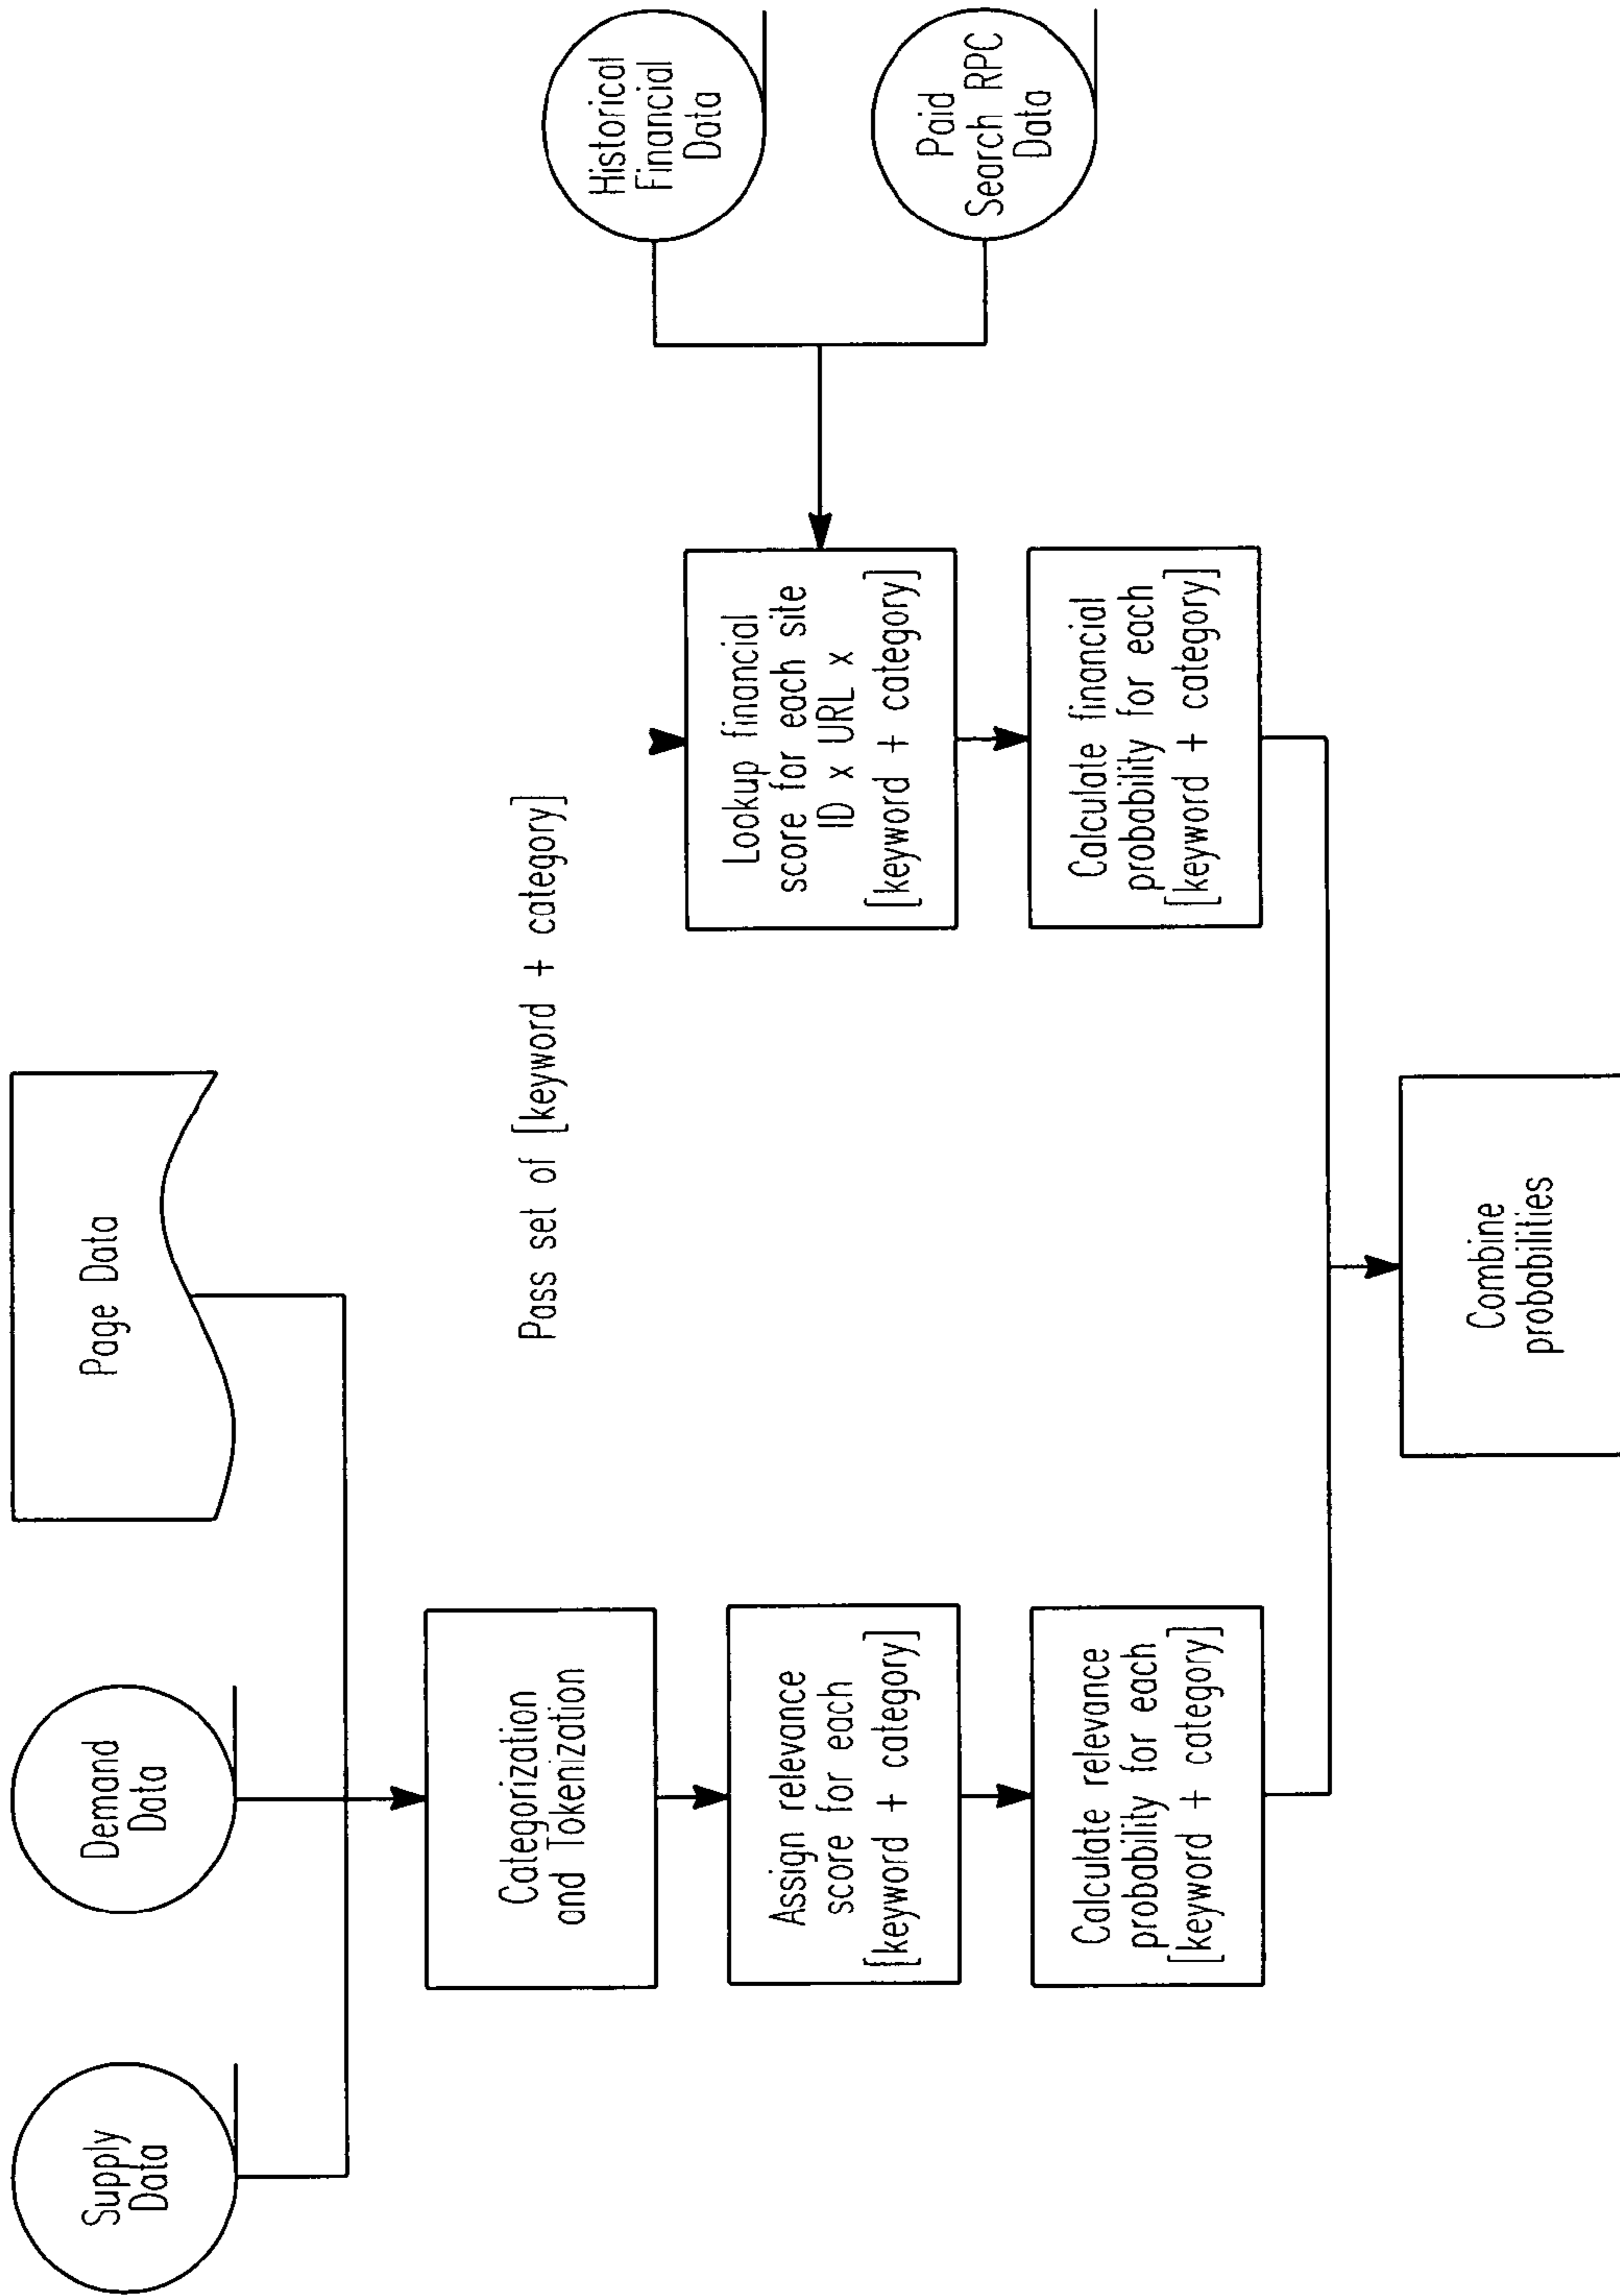 Supply
Data
Demand
Data
Page Data
Categorization
and Tokenization
Pass set of [keyword + category]
Historical
Financial
Data
Paid
Search RPC
Data
Assign relevance
score for each
[keyword + category]
Lookup financial
score for each site
ID x URL x
[keyword + category]
Calculate relevance
probability for each
[keyword + category]
Calculate financial
probability for each
[keyword + category]
Combine
probabilities